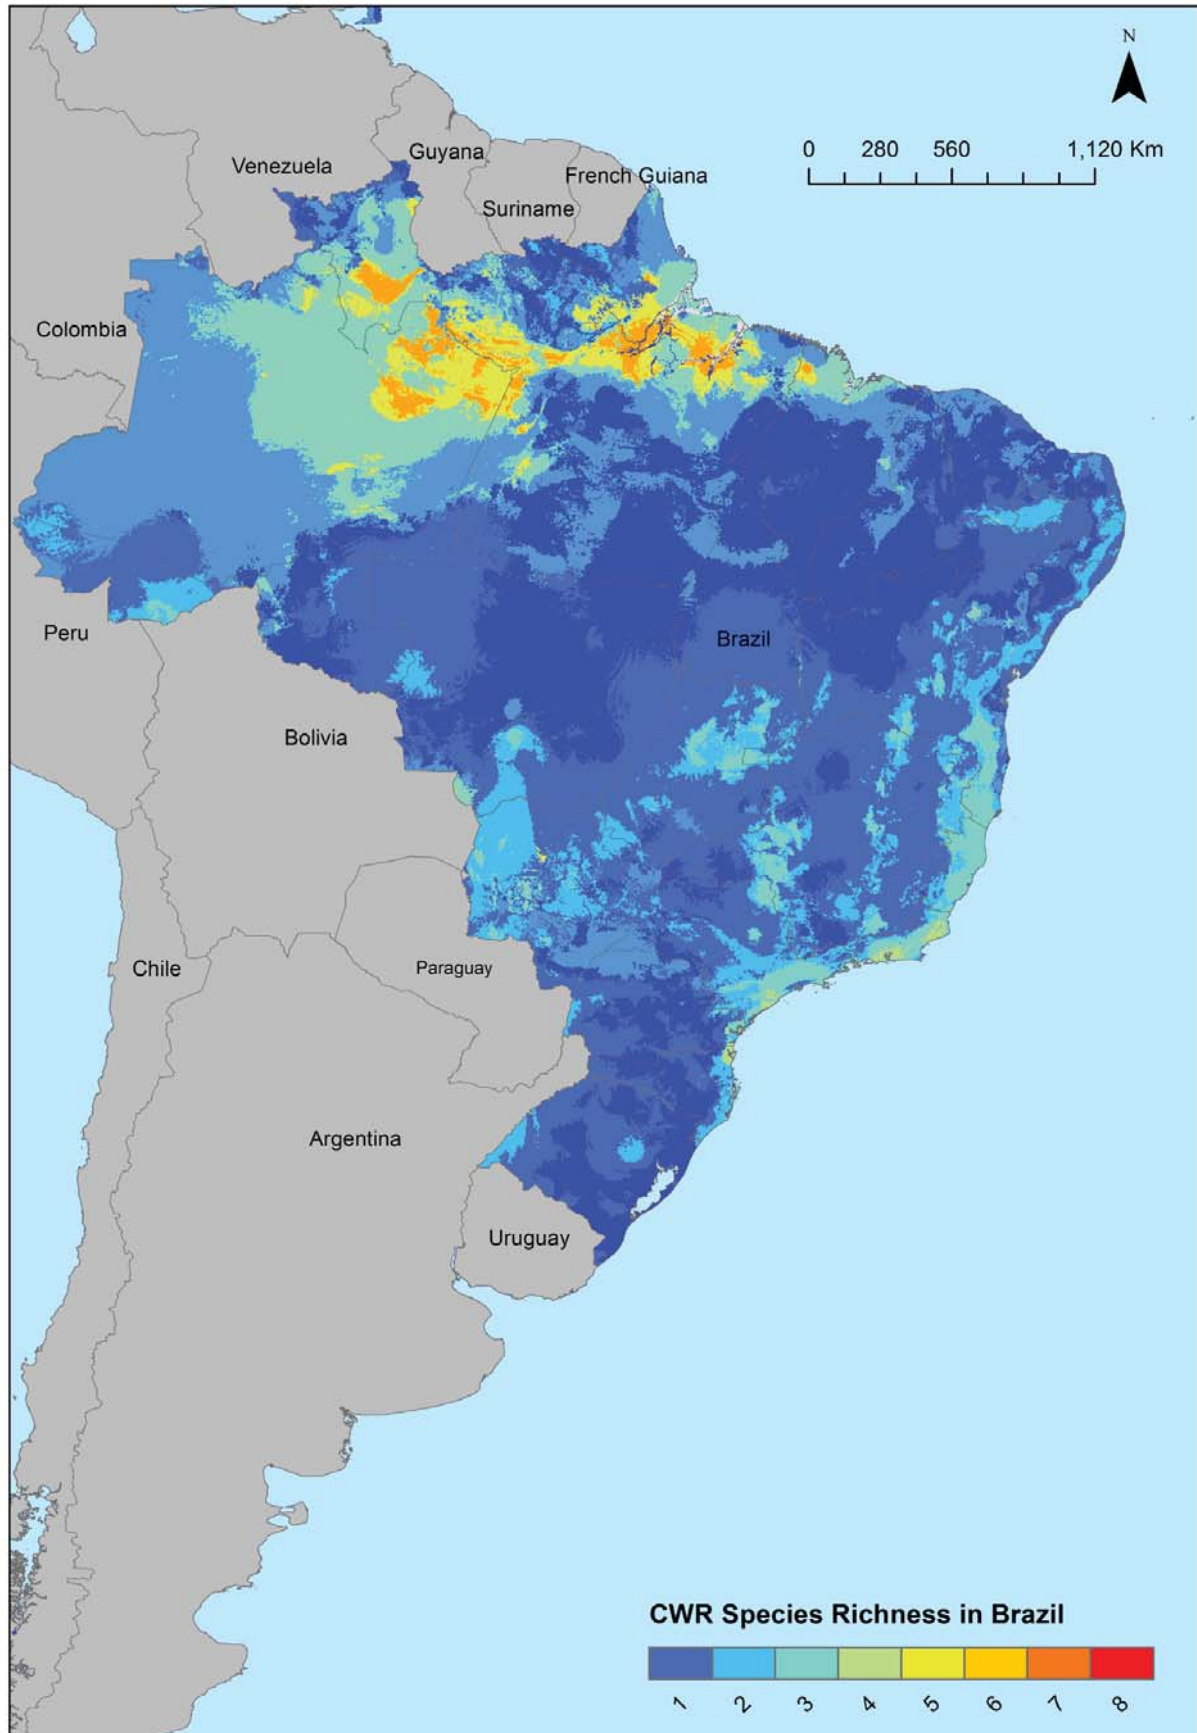 N
0 280 560 1,120 Km
Guyana
Venezuela
French Guiana
Suriname
Colombia
Peru
Brazil
Bolivia
Chile
Paraguay
Argentina
Uruguay
CWR Species Richness in Brazil
1 2 3 4 5 6 7 8